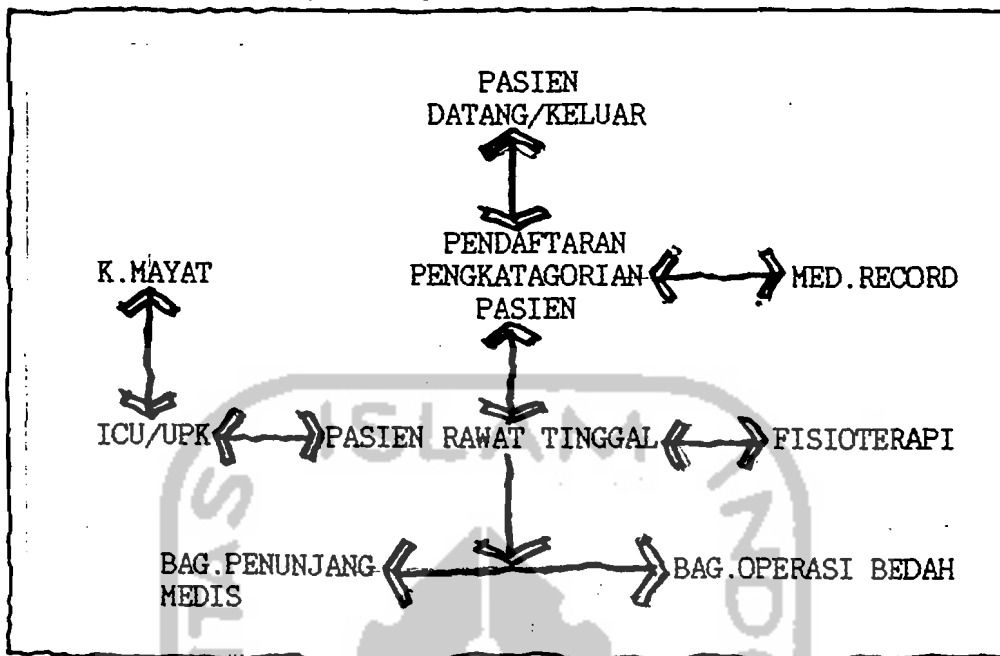 PASIEN
DATANG/KELUAR
PENDAFTARAN
PENGKATAGORIAN
PASIEN
K.MAYAT
MED.RECORD
ICU/UPK
PASIEN RAWAT TINGGAL
FISIOTERAPI
BAG.PENUNJANG
MEDIS
BAG.OPERASI BEDAH
ISLAM